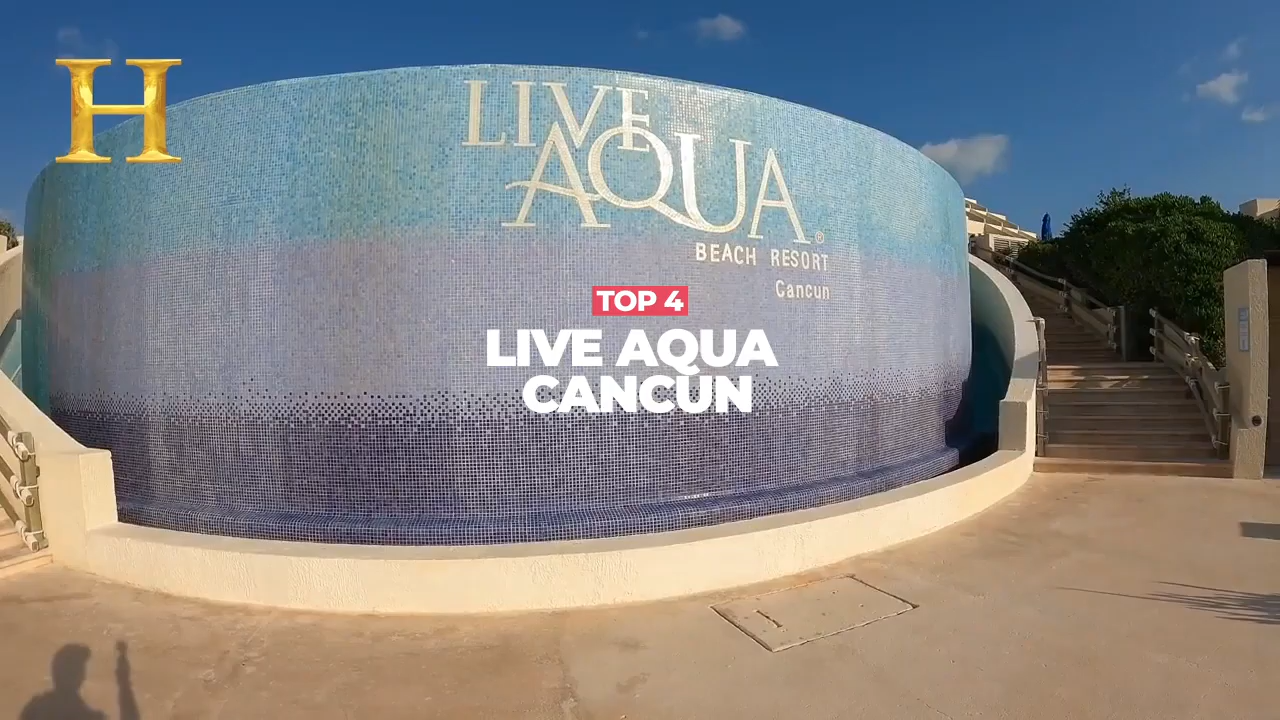 H
LIVE
AQUA®
BEACH RESORT
Cancun
TOP 4
LIVE AQUA
CANCUN